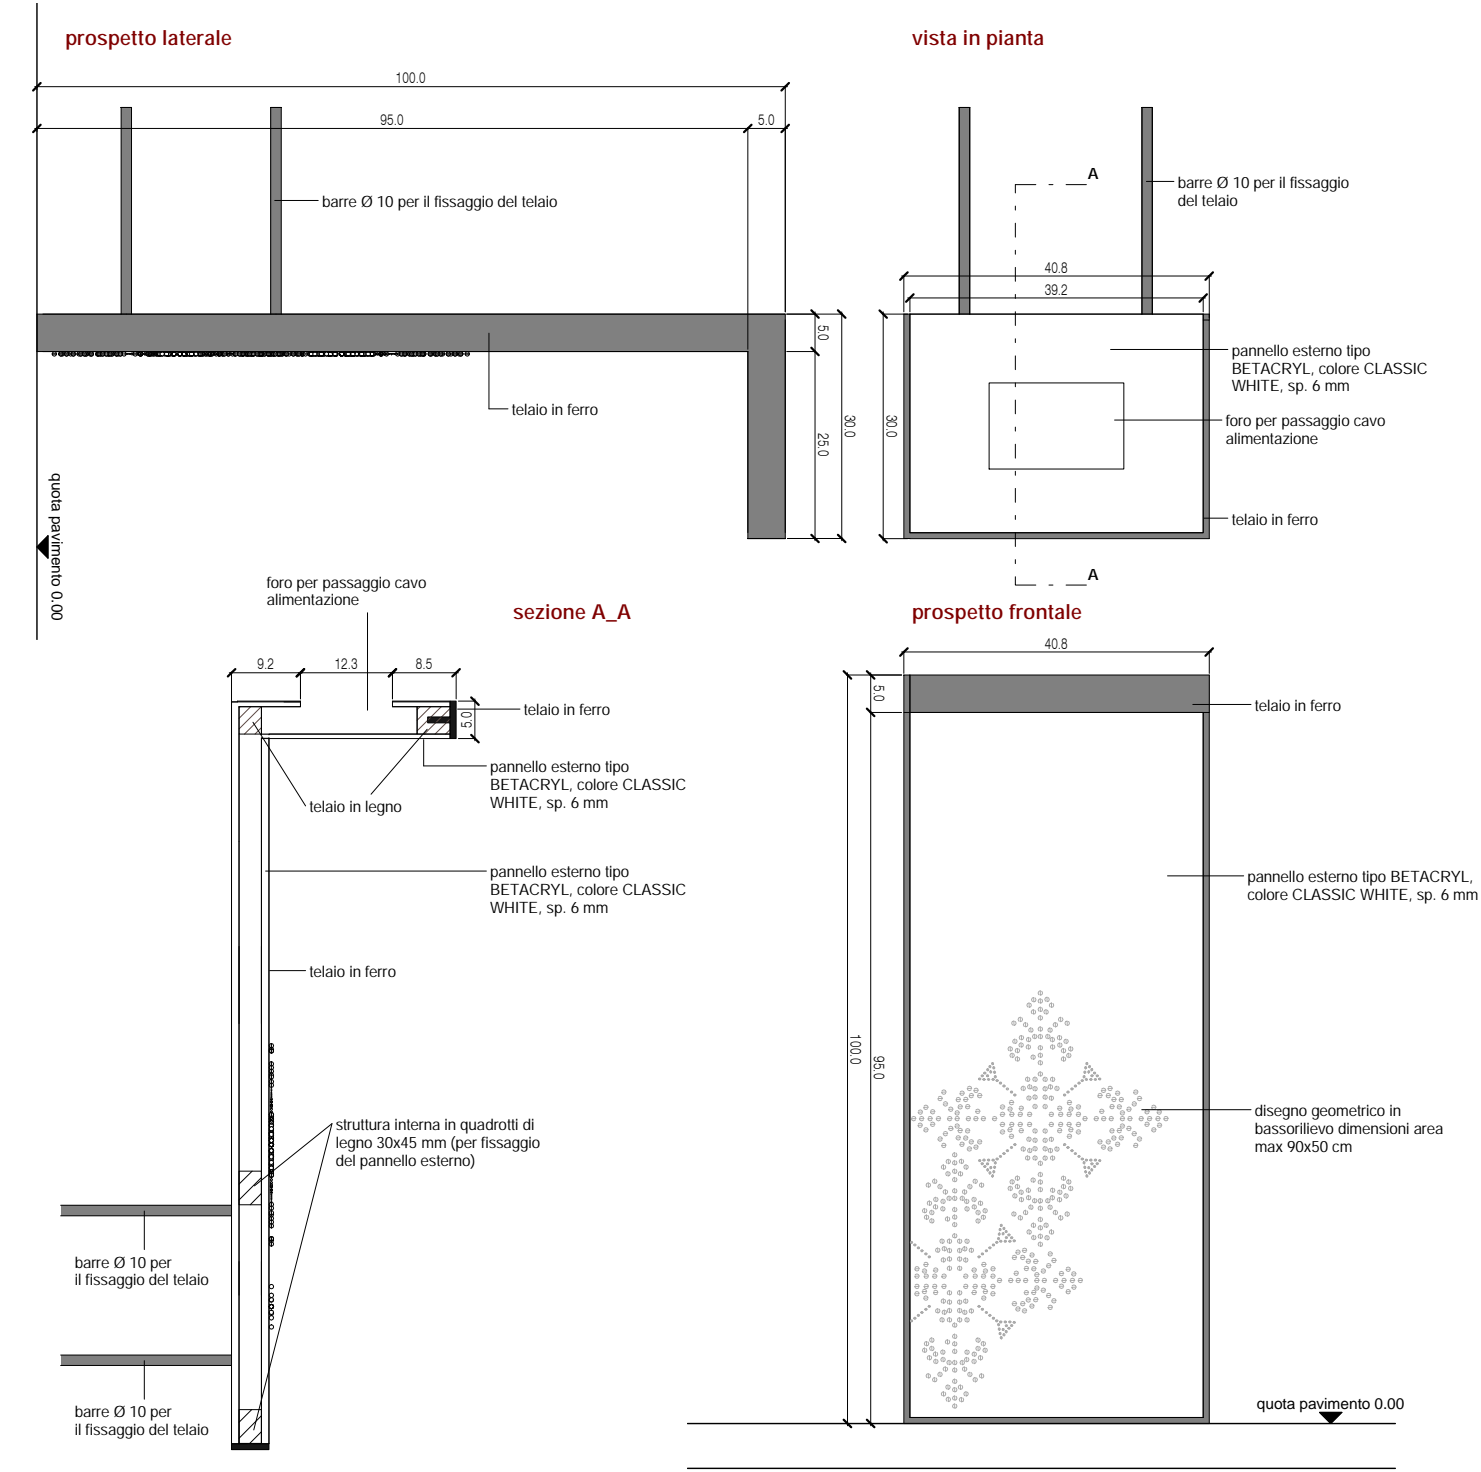 prospetto laterale
100.0
95.0
5.0
barre Ø 10 per il fissaggio del telaio
telaio in ferro
5.0
25.0
30.0
quota pavimento 0.00
vista in pianta
A
barre Ø 10 per il fissaggio
del telaio
40.8
39.2
30.0
pannello esterno tipo
BETACRYL, colore CLASSIC
WHITE, sp. 6 mm
foro per passaggio cavo
alimentazione
telaio in ferro
A
sezione A_A
foro per passaggio cavo
alimentazione
9.2
12.3
8.5
5.0
telaio in ferro
pannello esterno tipo
BETACRYL, colore CLASSIC
WHITE, sp. 6 mm
telaio in legno
pannello esterno tipo
BETACRYL, colore CLASSIC
WHITE, sp. 6 mm
telaio in ferro
struttura interna in quadrotti di
legno 30x45 mm (per fissaggio
del pannello esterno)
barre Ø 10 per
il fissaggio del telaio
barre Ø 10 per
il fissaggio del telaio
prospetto frontale
40.8
5.0
telaio in ferro
pannello esterno tipo BETACRYL,
colore CLASSIC WHITE, sp. 6 mm
100.0
95.0
disegno geometrico in
bassorilievo dimensioni area
max 90x50 cm
quota pavimento 0.00